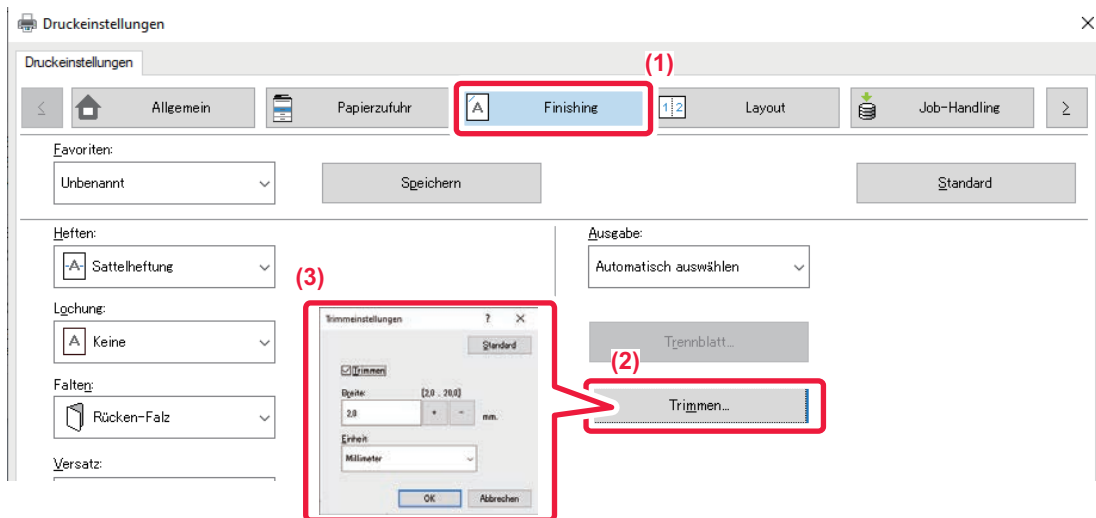 Druckeinstellungen
Druckeinstellungen
(1)
Allgemein
Papierzufuhr
A
Finishing
1 2
Layout
Job-Handling
Favoriten:
Unbenannt
Speichern
Standard
Heften:
-A- Sattelheftung
Ausgabe:
Automatisch auswählen
Lochung:
A Keine
Trennblatt...
Falten:
Rücken-Falz
(2)
Trimmen...
Versatz:
(3)
Trimmeinstellungen ? ×
Standard
Trimmen
Breite: [2,0 .. 20,0]
2,0 + - mm.
Einheit
Millimeter
OK Abbrechen